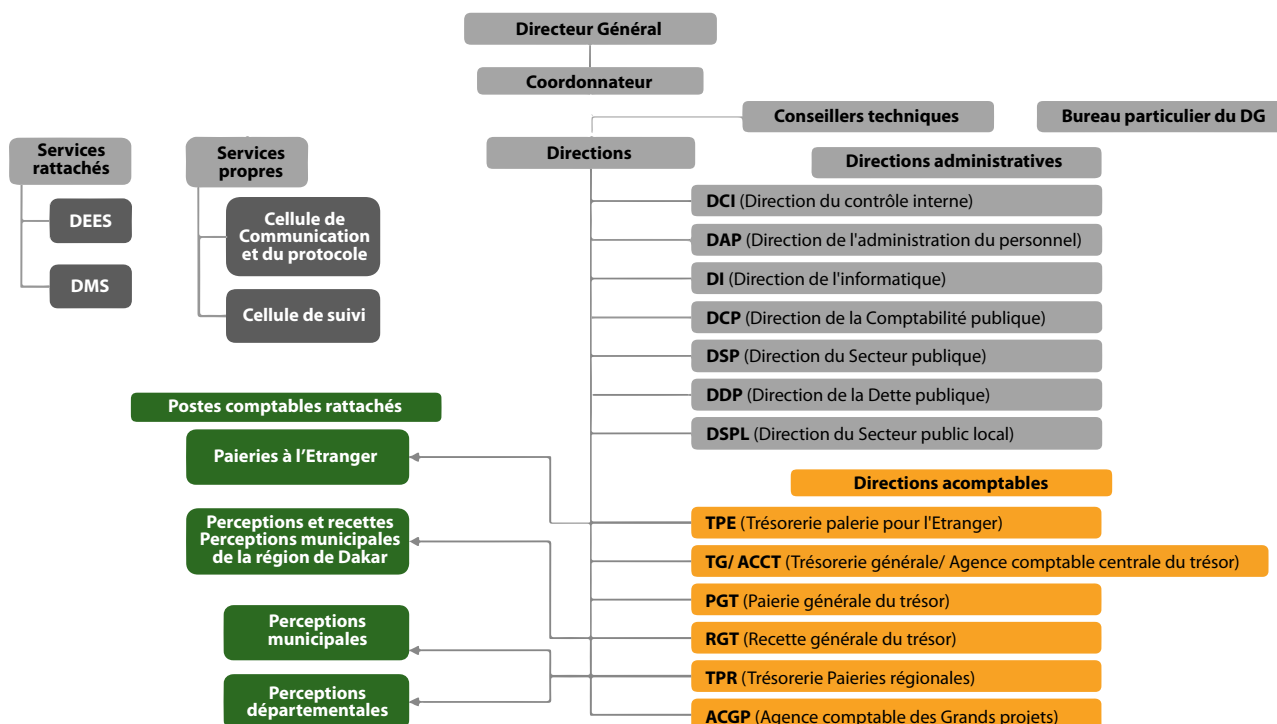 Directeur Général
Coordonnateur
Conseillers techniques
Bureau particulier du DG
Services
rattachés
DEES
DMS
Services
propres
Cellule de
Communication
et du protocole
Cellule de suivi
Directions
Directions administratives
DCI (Direction du contrôle interne)
DAP (Direction de l'administration du personnel)
DI (Direction de l'informatique)
DCP (Direction de la Comptabilité publique)
DSP (Direction du Secteur publique)
DDP (Direction de la Dette publique)
DSPL (Direction du Secteur public local)
Postes comptables rattachés
Paieries à l’Etranger
Perceptions et recettes
Perceptions municipales
de la région de Dakar
Perceptions
municipales
Perceptions
départementales
Directions acomptables
TPE (Trésorerie palerie pour l'Etranger)
TG/ ACCT (Trésorerie générale/ Agence comptable centrale du trésor)
PGT (Paierie générale du trésor)
RGT (Recette générale du trésor)
TPR (Trésorerie Paieries régionales)
ACGP (Agence comptable des Grands projets)